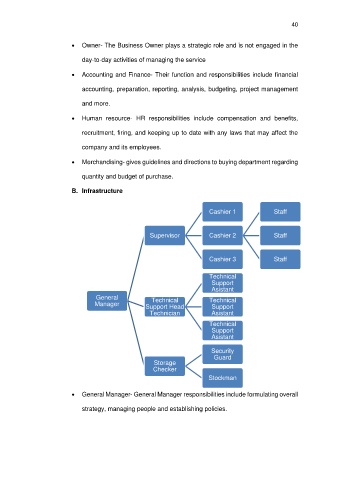 40
• Owner- The Business Owner plays a strategic role and is not engaged in the
day-to-day activities of managing the service
• Accounting and Finance- Their function and responsibilities include financial
accounting, preparation, reporting, analysis, budgeting, project management
and more.
• Human resource- HR responsibilities include compensation and benefits,
recruitment, firing, and keeping up to date with any laws that may affect the
company and its employees.
• Merchandising- gives guidelines and directions to buying department regarding
quantity and budget of purchase.
B. Infrastructure
Cashier 1
Staff
Supervisor
Cashier 2
Staff
Cashier 3
Staff
Technical
Support
Asistant
General
Manager
Technical
Support Head
Technician
Technical
Support
Asistant
Technical
Support
Asistant
Storage
Checker
Security
Guard
Stockman
• General Manager- General Manager responsibilities include formulating overall
strategy, managing people and establishing policies.